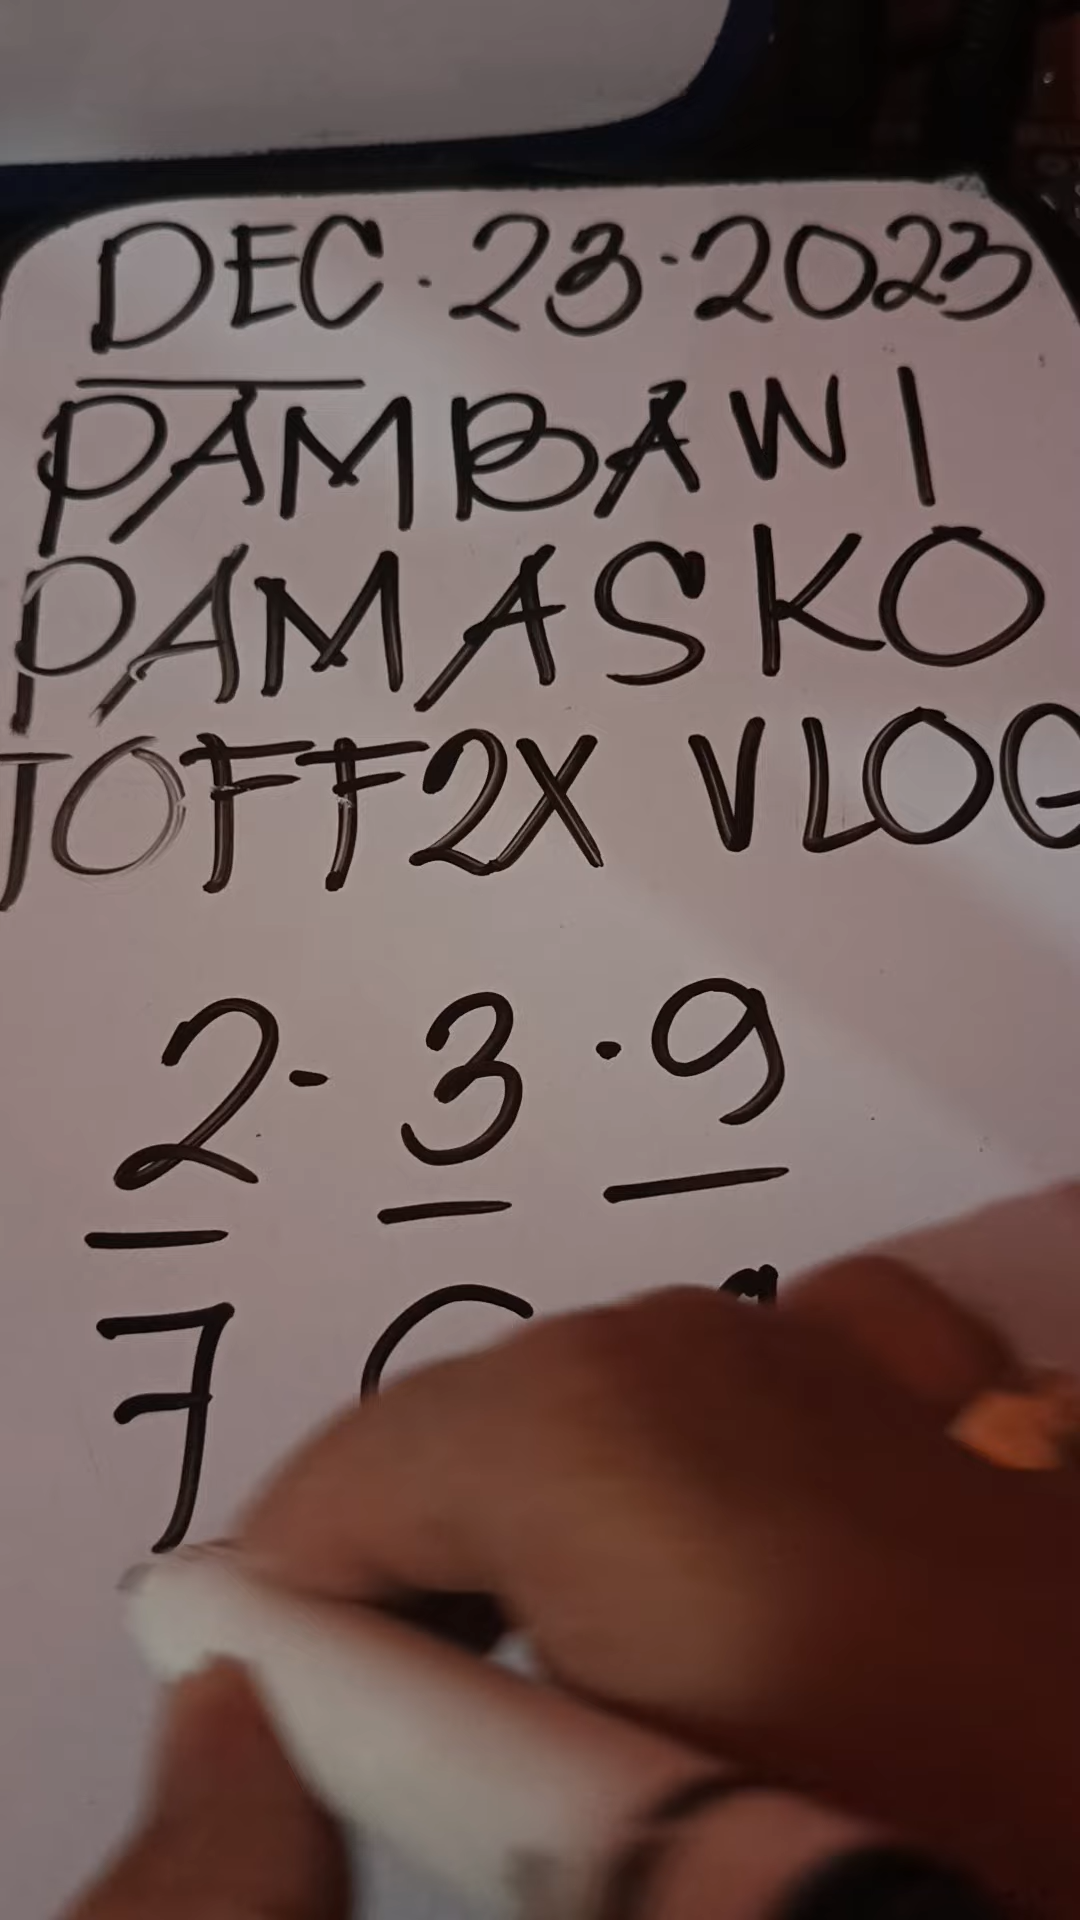 DEC. 23. 2023
PAMBAWI
PAMASKO
JOFF2X VLOG
2. 3. 9
7